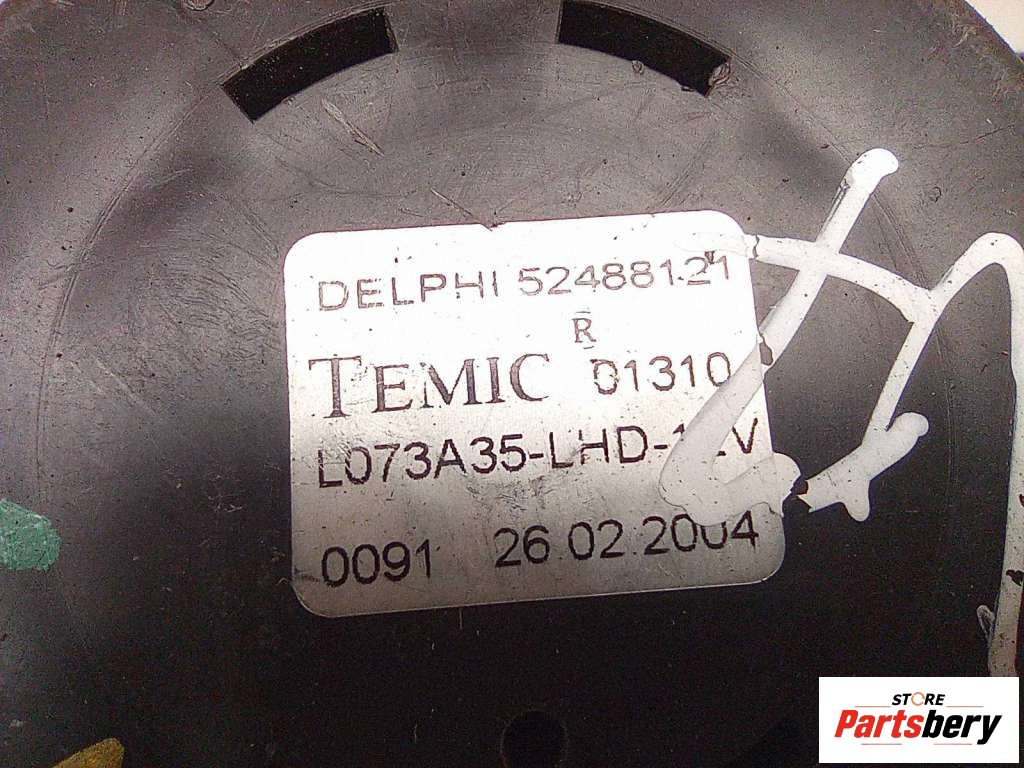 DELPHI 52488121
R
TEMIC 01310
L073A35-LHD-
0091 26.02.2004
STORE
Partsbery